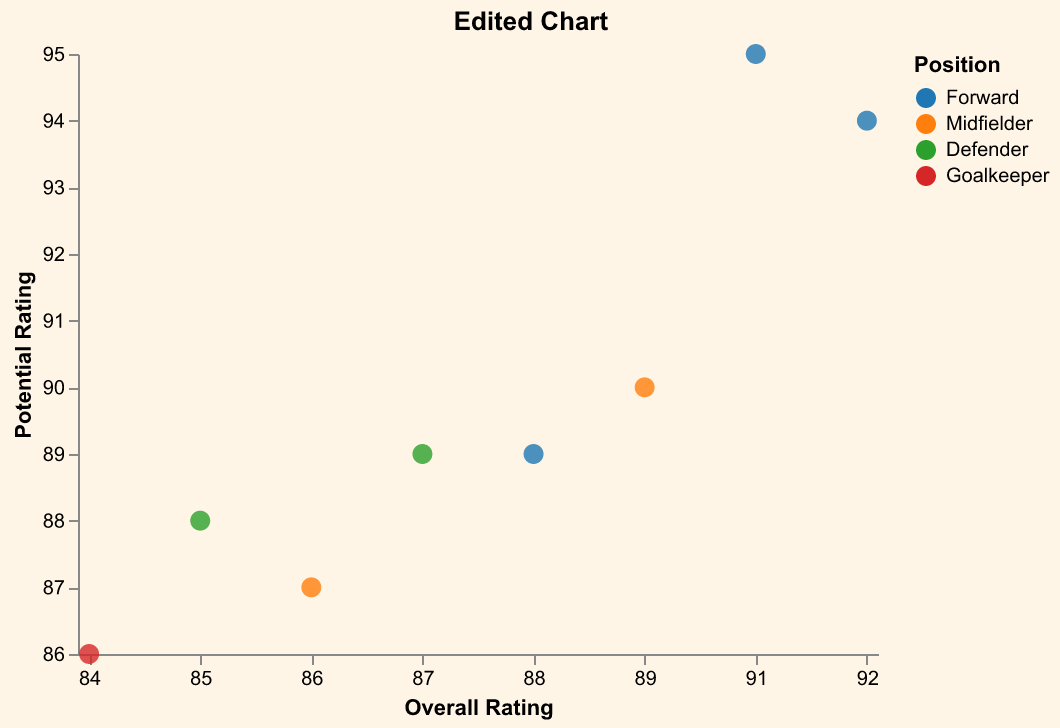 Edited Chart
Potential Rating
95
94
93
92
91
90
89
88
87
86
84
85
86
87
88
89
91
92
Overall Rating
Position
Forward
Midfielder
Defender
Goalkeeper